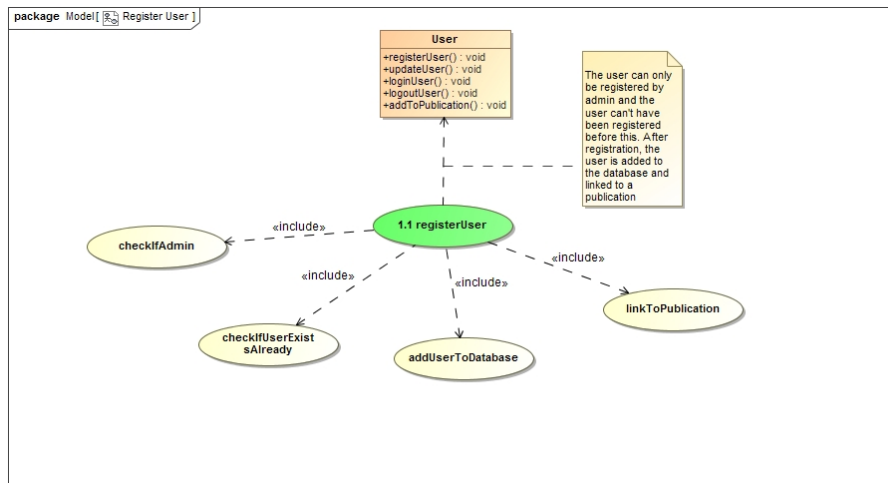 package Model[ Register User ]
User
+registerUser() : void
+updateUser() : void
+loginUser() : void
+logoutUser() : void
+addToPublication() : void
The user can only
be registered by
admin and the
user can't have
been registered
before this. After
registration, the
user is added to
the database and
linked to a
publication
1.1 registerUser
«include»
checkIfAdmin
«include»
«include»
«include»
linkToPublication
checkIfUserExist
sAlready
addUserToDatabase